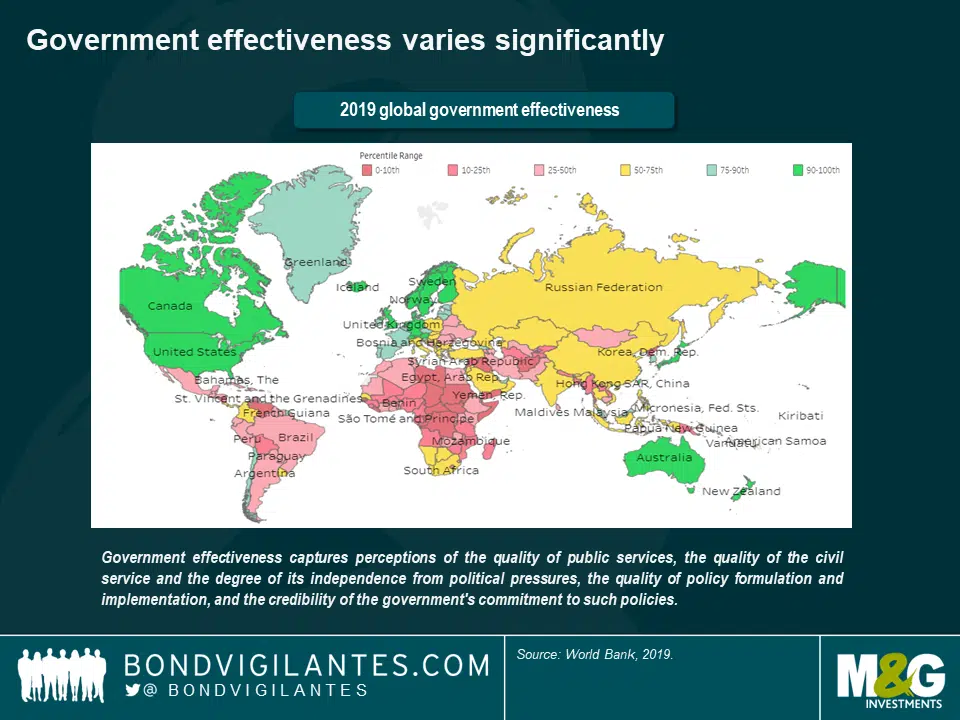 Government effectiveness varies significantly
2019 global government effectiveness
Percentile Range
0-10th 10-25th 25-50th 50-75th 75-90th 90-100th
Greenland
Iceland
Sweden
Norway
Russian Federation
Canada
United Kingdom
United States
Bosnia and Herzegovina
Korea, Dem. Rep.
Syrian Arab Republic
Bahamas, The
Egypt, Arab Rep.
Hong Kong SAR, China
St. Vincent and the Grenadines
Benin
Yemen, Rep.
French Guiana
São Tomé and Principe
Maldives Malaysia
Micronesia, Fed. Sts.
Kiribati
Peru
Brazil
Mozambique
Papua New Guinea
Vanuatu
American Samoa
Paraguay
Australia
Argentina
South Africa
New Zealand
Government effectiveness captures perceptions of the quality of public services, the quality of the civil
service and the degree of its independence from political pressures, the quality of policy formulation and
implementation, and the credibility of the government's commitment to such policies.
BONDVIGILANTES.COM
@ BONDVIGILANTES
Source: World Bank, 2019.
M&G
INVESTMENTS